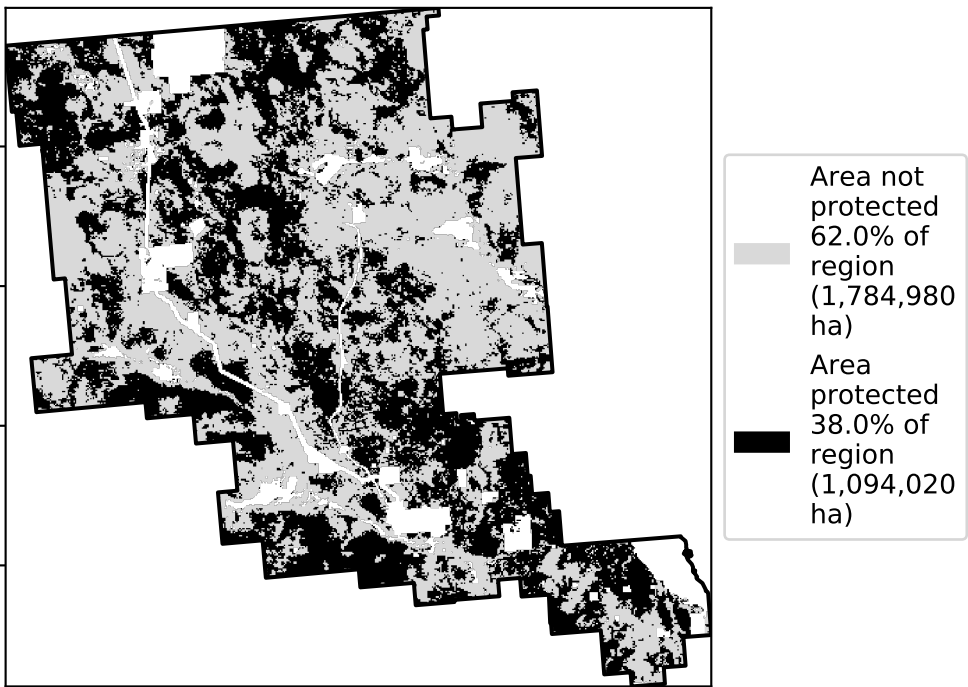 Area not
protected
62.0% of
region
(1,784,980
ha)
Area
protected
38.0% of
region
(1,094,020
ha)